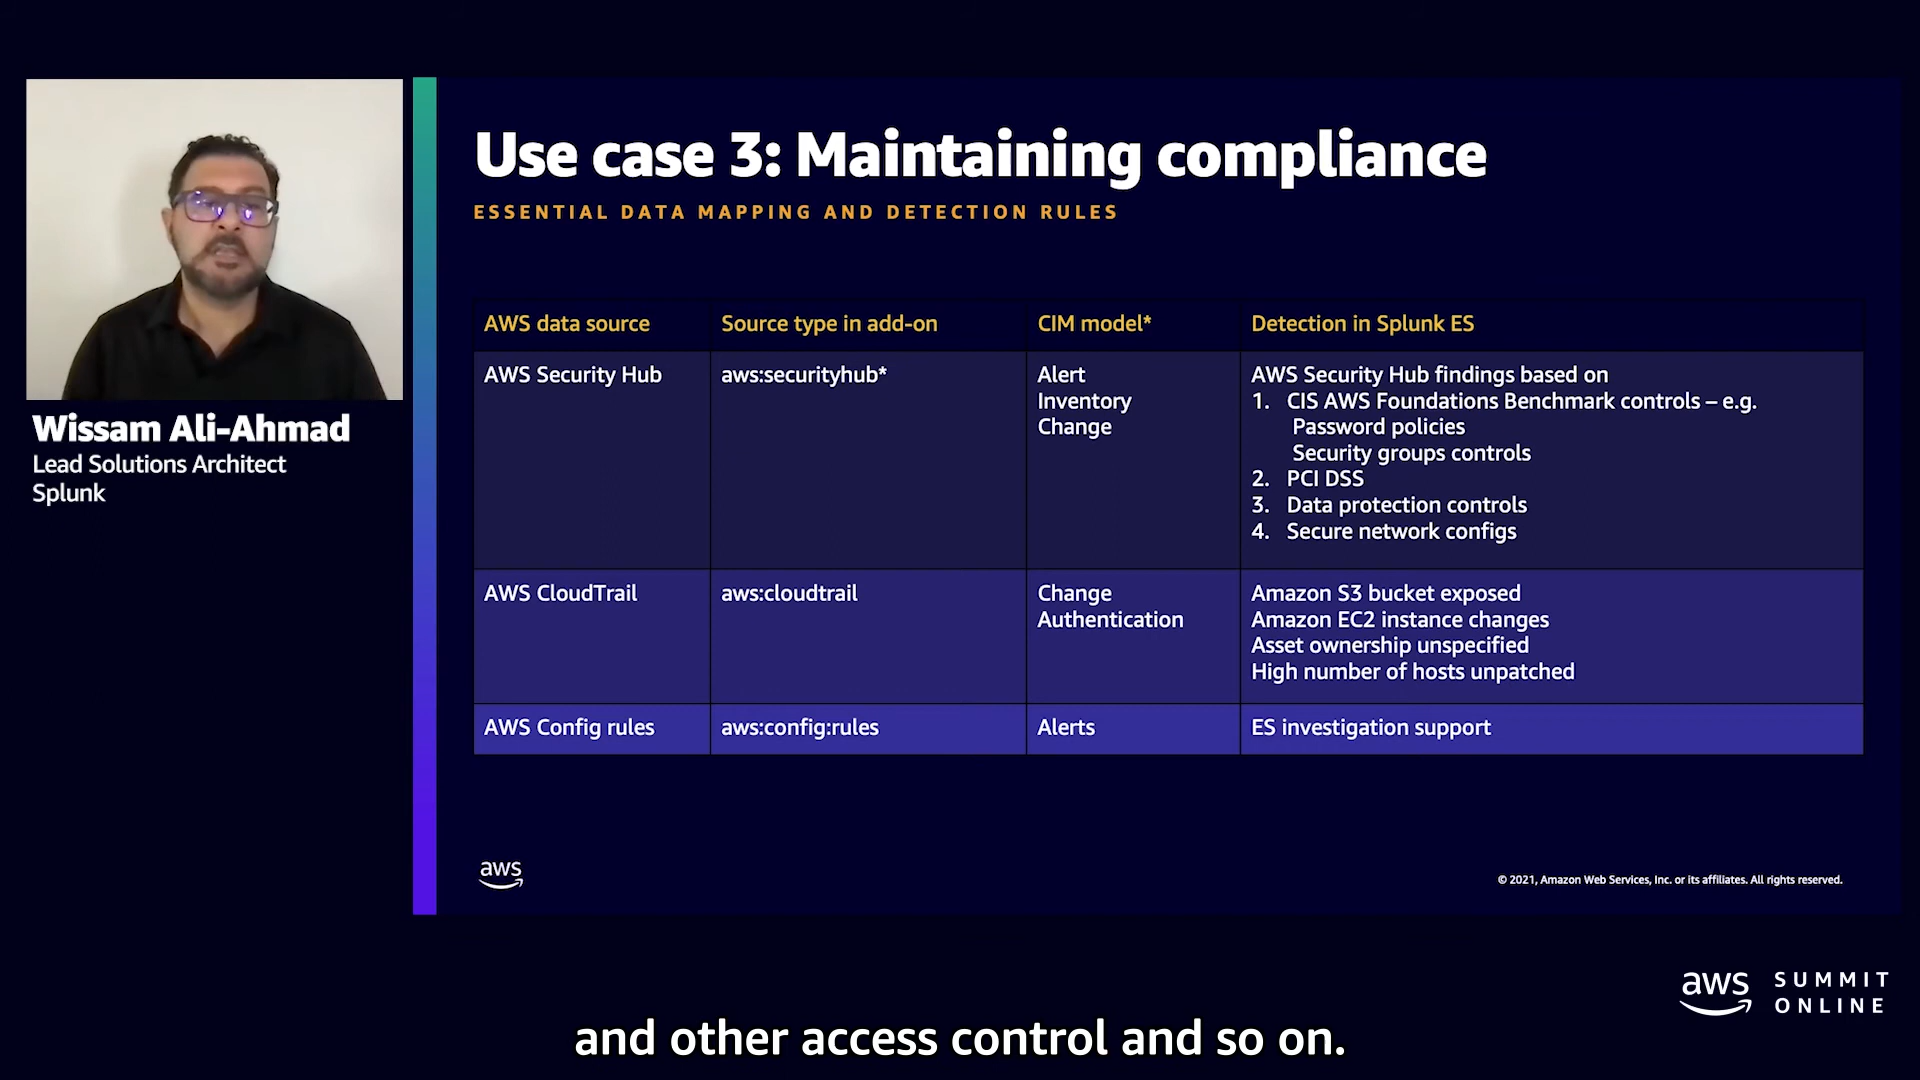 Wissam Ali-Ahmad
Lead Solutions Architect
Splunk
Use case 3: Maintaining compliance
ESSENTIAL DATA MAPPING AND DETECTION RULES
AWS data source
Source type in add-on
CIM model*
Detection in Splunk ES
AWS Security Hub
aws:securityhub*
Alert
Inventory
Change
AWS Security Hub findings based on
1. CIS AWS Foundations Benchmark controls – e.g.
Password policies
Security groups controls
2. PCI DSS
3. Data protection controls
4. Secure network configs
AWS CloudTrail
aws:cloudtrail
Change
Authentication
Amazon S3 bucket exposed
Amazon EC2 instance changes
Asset ownership unspecified
High number of hosts unpatched
AWS Config rules
aws:config:rules
Alerts
ES investigation support
aws
© 2021, Amazon Web Services, Inc. or its affiliates. All rights reserved.
aws SUMMIT
ONLINE
and other access control and so on.